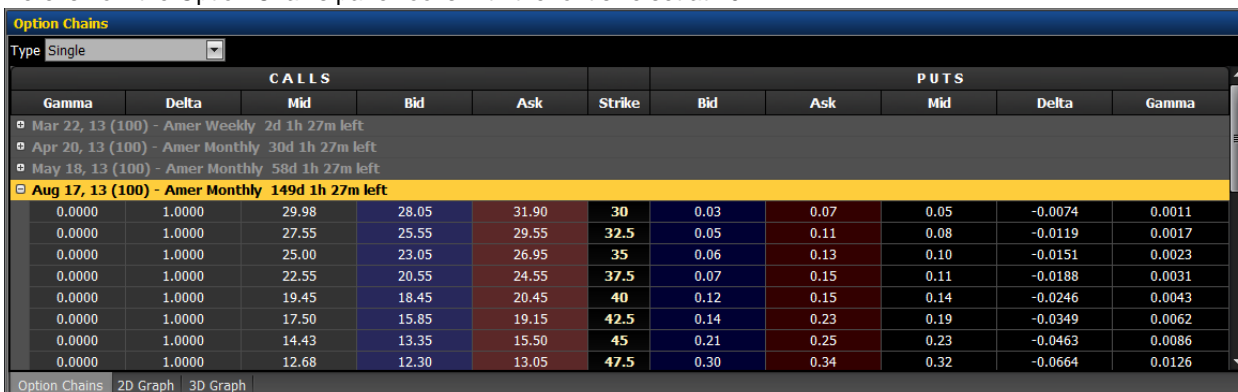 Option Chains
Type Single
CALLS PUTS
Gamma Delta Mid Bid Ask Strike Bid Ask Mid Delta Gamma
Mar 22, 13 (100) - Amer Weekly 2d 1h 27m left
Apr 20, 13 (100) - Amer Monthly 30d 1h 27m left
May 18, 13 (100) - Amer Monthly 58d 1h 27m left
Aug 17, 13 (100) - Amer Monthly 149d 1h 27m left
0.0000 1.0000 29.98 28.05 31.90 30 0.03 0.07 0.05 -0.0074 0.0011
0.0000 1.0000 27.55 25.55 29.55 32.5 0.05 0.11 0.08 -0.0119 0.0017
0.0000 1.0000 25.00 23.05 26.95 35 0.06 0.13 0.10 -0.0151 0.0023
0.0000 1.0000 22.55 20.55 24.55 37.5 0.07 0.15 0.11 -0.0188 0.0031
0.0000 1.0000 19.45 18.45 20.45 40 0.12 0.15 0.14 -0.0246 0.0043
0.0000 1.0000 17.50 15.85 19.15 42.5 0.14 0.23 0.19 -0.0349 0.0062
0.0000 1.0000 14.43 13.35 15.50 45 0.21 0.25 0.23 -0.0463 0.0086
0.0000 1.0000 12.68 12.30 13.05 47.5 0.30 0.34 0.32 -0.0664 0.0126
Option Chains 2D Graph 3D Graph